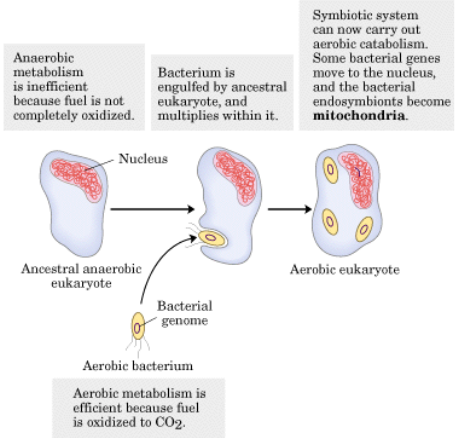 Anaerobic
metabolism
is inefficient
because fuel is not
completely oxidized.
Bacterium is
engulfed by ancestral
eukaryote, and
multiplies within it.
Symbiotic system
can now carry out
aerobic catabolism.
Some bacterial genes
move to the nucleus,
and the bacterial
endosymbionts become
mitochondria.
Nucleus
Ancestral anaerobic
eukaryote
Aerobic eukaryote
Bacterial
genome
Aerobic bacterium
Aerobic metabolism is
efficient because fuel
is oxidized to CO2.